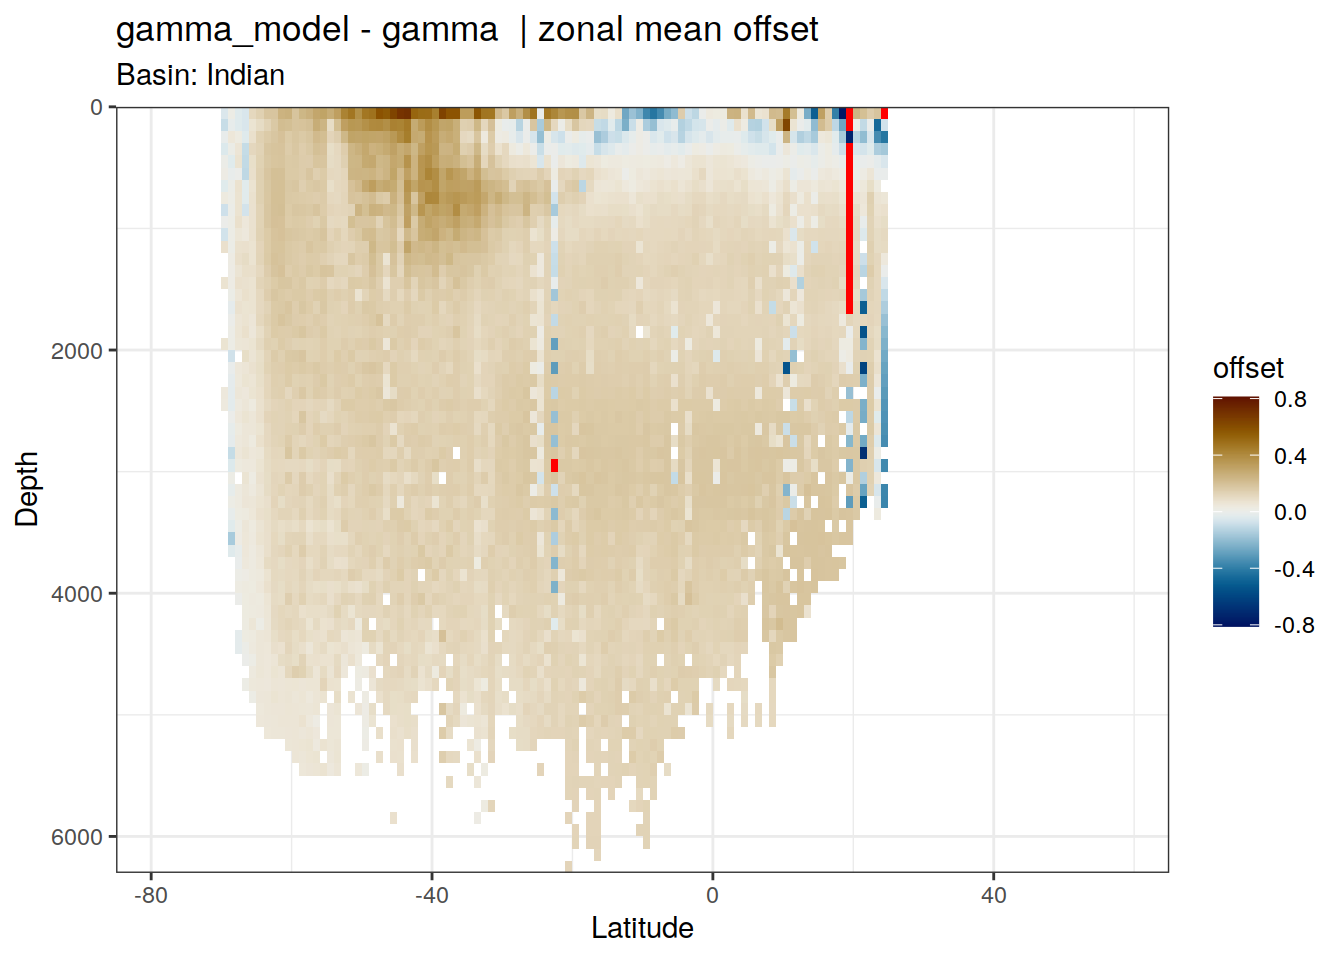 gamma_model - gamma  | zonal mean offset
Basin: Indian
0
2000
4000
6000
Depth
-80
-40
0
40
Latitude
offset
0.8
0.4
0.0
-0.4
-0.8